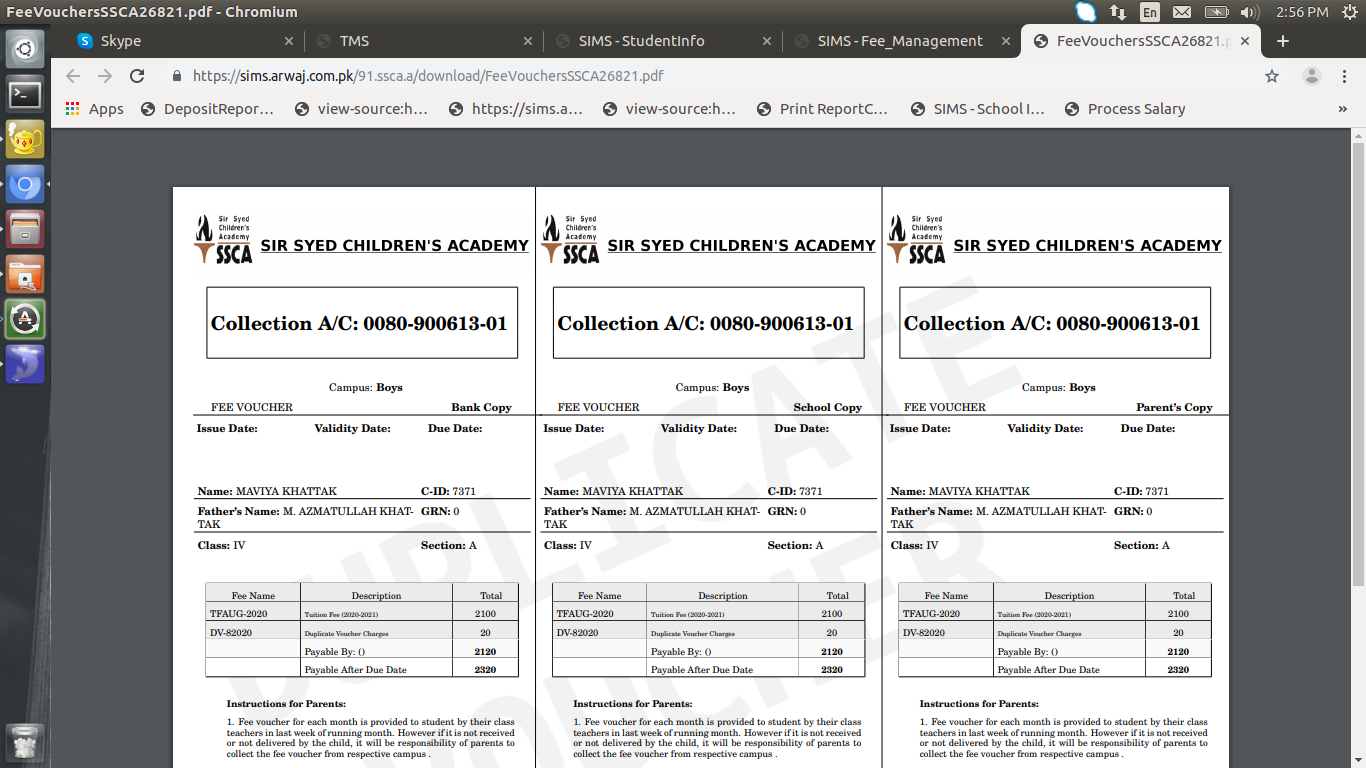 FeeVouchersSSCA26821.pdf - Chromium
En
2:56 PM
Skype
TMS
SIMS - StudentInfo
SIMS - Fee_Management
FeeVouchersSSCA26821.p
https://sims.arwaj.com.pk/91.ssca.a/download/FeeVouchersSSCA26821.pdf
Apps
DepositRepor...
view-source:h...
https://sims.a...
view-source:h...
Print ReportC...
SIMS - School I...
Process Salary
»
DUPLICATE
VOUCHER
Sir Syed
Children's
Academy
SSCA
SIR SYED CHILDREN'S ACADEMY
Collection A/C: 0080-900613-01
Campus: Boys
FEE VOUCHER Bank Copy
Issue Date: Validity Date: Due Date:
Name: MAVIYA KHATTAK C-ID: 7371
Father's Name: M. AZMATULLAH KHAT- GRN: 0
TAK
Class: IV Section: A
Fee Name Description Total
TFAUG-2020 Tuition Fee (2020-2021) 2100
DV-82020 Duplicate Voucher Charges 20
Payable By: () 2120
Payable After Due Date 2320
Instructions for Parents:
1. Fee voucher for each month is provided to student by their class
teachers in last week of running month. However if it is not received
or not delivered by the child, it will be responsibility of parents to
collect the fee voucher from respective campus .
Sir Syed
Children's
Academy
SSCA
SIR SYED CHILDREN'S ACADEMY
Collection A/C: 0080-900613-01
Campus: Boys
FEE VOUCHER School Copy
Issue Date: Validity Date: Due Date:
Name: MAVIYA KHATTAK C-ID: 7371
Father's Name: M. AZMATULLAH KHAT- GRN: 0
TAK
Class: IV Section: A
Fee Name Description Total
TFAUG-2020 Tuition Fee (2020-2021) 2100
DV-82020 Duplicate Voucher Charges 20
Payable By: () 2120
Payable After Due Date 2320
Instructions for Parents:
1. Fee voucher for each month is provided to student by their class
teachers in last week of running month. However if it is not received
or not delivered by the child, it will be responsibility of parents to
collect the fee voucher from respective campus .
Sir Syed
Children's
Academy
SSCA
SIR SYED CHILDREN'S ACADEMY
Collection A/C: 0080-900613-01
Campus: Boys
FEE VOUCHER Parent's Copy
Issue Date: Validity Date: Due Date:
Name: MAVIYA KHATTAK C-ID: 7371
Father's Name: M. AZMATULLAH KHAT- GRN: 0
TAK
Class: IV Section: A
Fee Name Description Total
TFAUG-2020 Tuition Fee (2020-2021) 2100
DV-82020 Duplicate Voucher Charges 20
Payable By: () 2120
Payable After Due Date 2320
Instructions for Parents:
1. Fee voucher for each month is provided to student by their class
teachers in last week of running month. However if it is not received
or not delivered by the child, it will be responsibility of parents to
collect the fee voucher from respective campus .